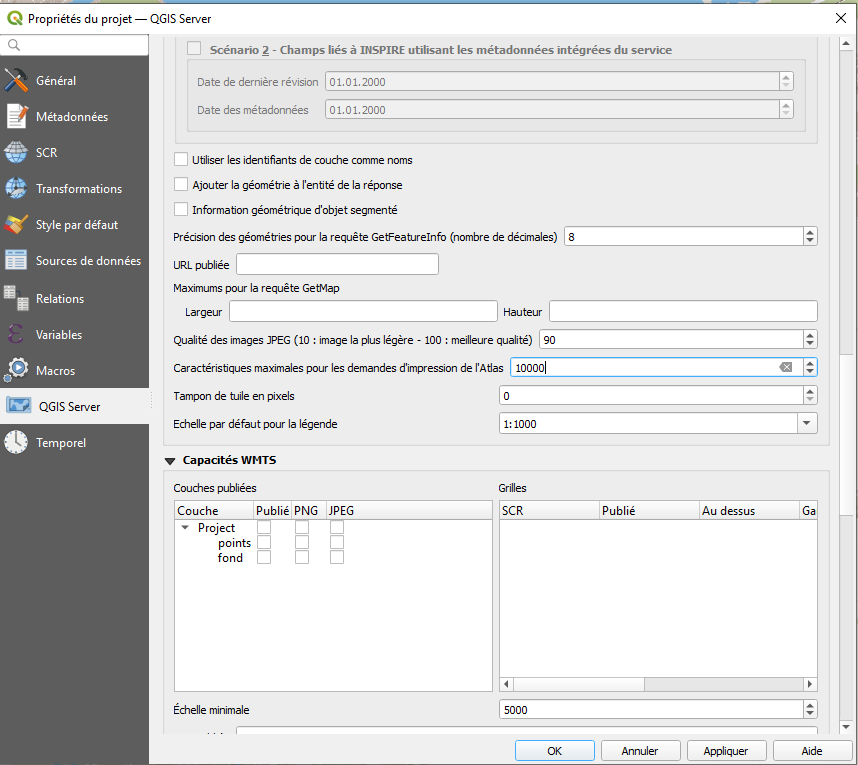 Propriétés du projet — QGIS Server
Général
Métadonnées
SCR
Transformations
Style par défaut
Sources de données
Relations
Variables
Macros
QGIS Server
Temporel
Scénario 2 - Champs liés à INSPIRE utilisant les métadonnées intégrées du service
Date de dernière révision 01.01.2000
Date des métadonnées 01.01.2000
Utiliser les identifiants de couche comme noms
Ajouter la géométrie à l'entité de la réponse
Information géométrique d'objet segmenté
Précision des géométries pour la requête GetFeatureInfo (nombre de décimales) 8
URL publiée
Maximums pour la requête GetMap
Largeur Hauteur
Qualité des images JPEG (10 : image la plus légère - 100 : meilleure qualité) 90
Caractéristiques maximales pour les demandes d'impression de l'Atlas 10000
Tampon de tuile en pixels 0
Echelle par défaut pour la légende 1:1000
Capacités WMTS
Couches publiées Grilles
Couche Publié PNG JPEG SCR Publié Au dessus Ga
Project
points
fond
Échelle minimale 5000
OK Annuler Appliquer Aide